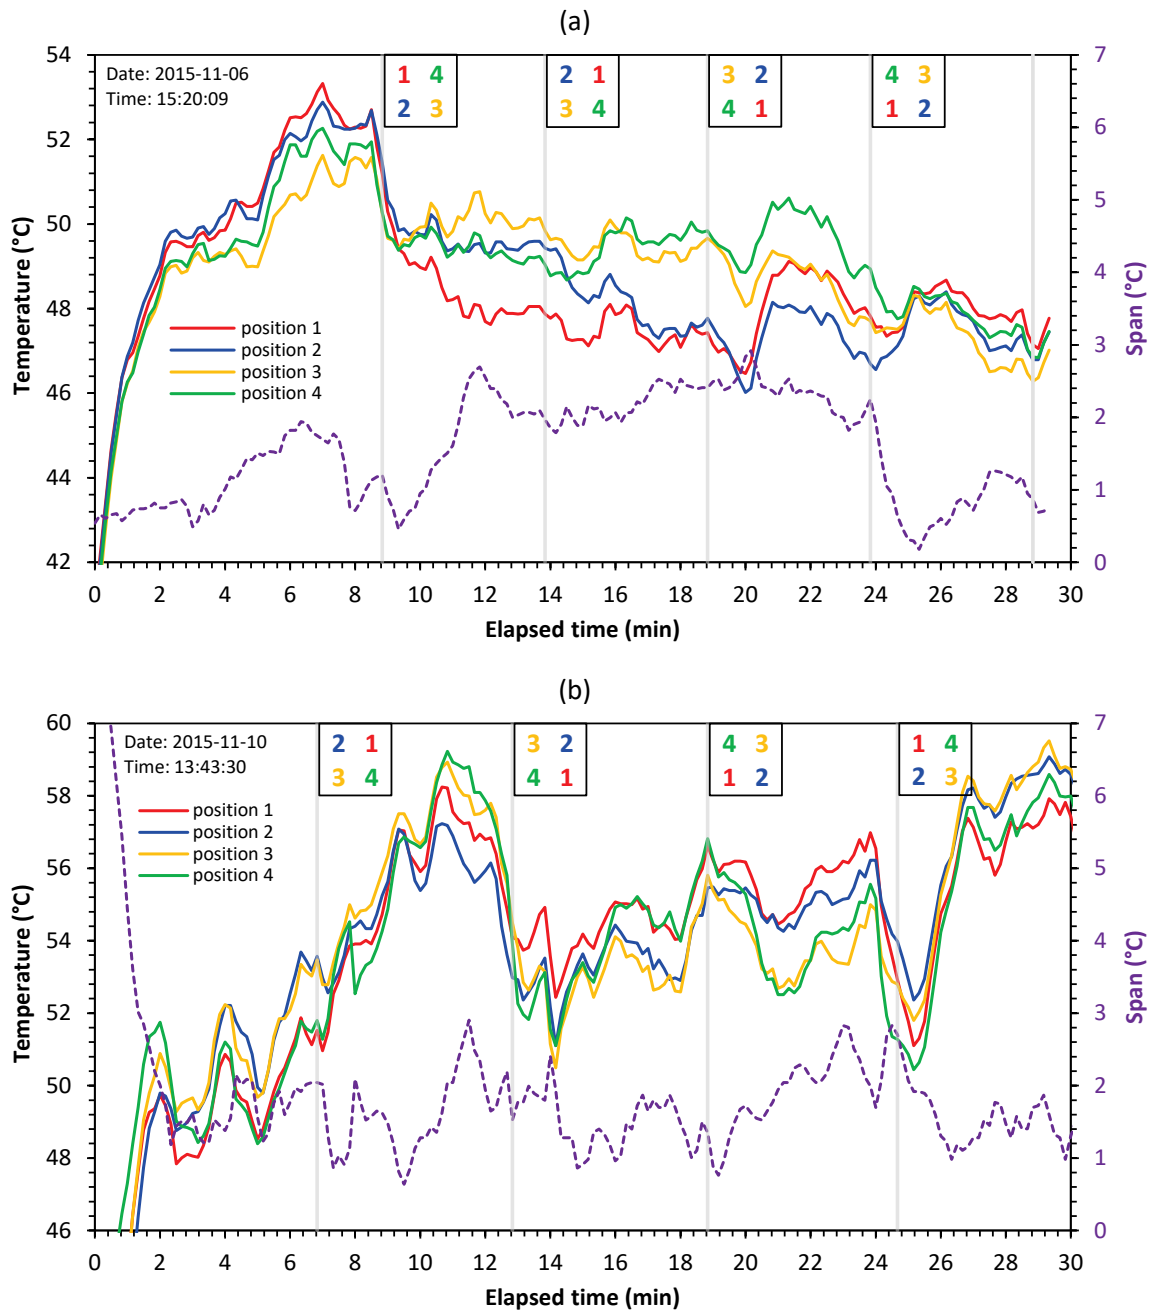 (a)
Date: 2015-11-06
Time: 15:20:09
1 4
2 3
2 1
3 4
3 2
4 1
4 3
1 2
position 1
position 2
position 3
position 4
Temperature (°C)
54
52
50
48
46
44
42
Span (°C)
7
6
5
4
3
2
1
0
0 2 4 6 8 10 12 14 16 18 20 22 24 26 28 30
Elapsed time (min)
(b)
Date: 2015-11-10
Time: 13:43:30
2 1
3 4
3 2
4 1
4 3
1 2
1 4
2 3
position 1
position 2
position 3
position 4
Temperature (°C)
60
58
56
54
52
50
48
46
Span (°C)
7
6
5
4
3
2
1
0
0 2 4 6 8 10 12 14 16 18 20 22 24 26 28 30
Elapsed time (min)